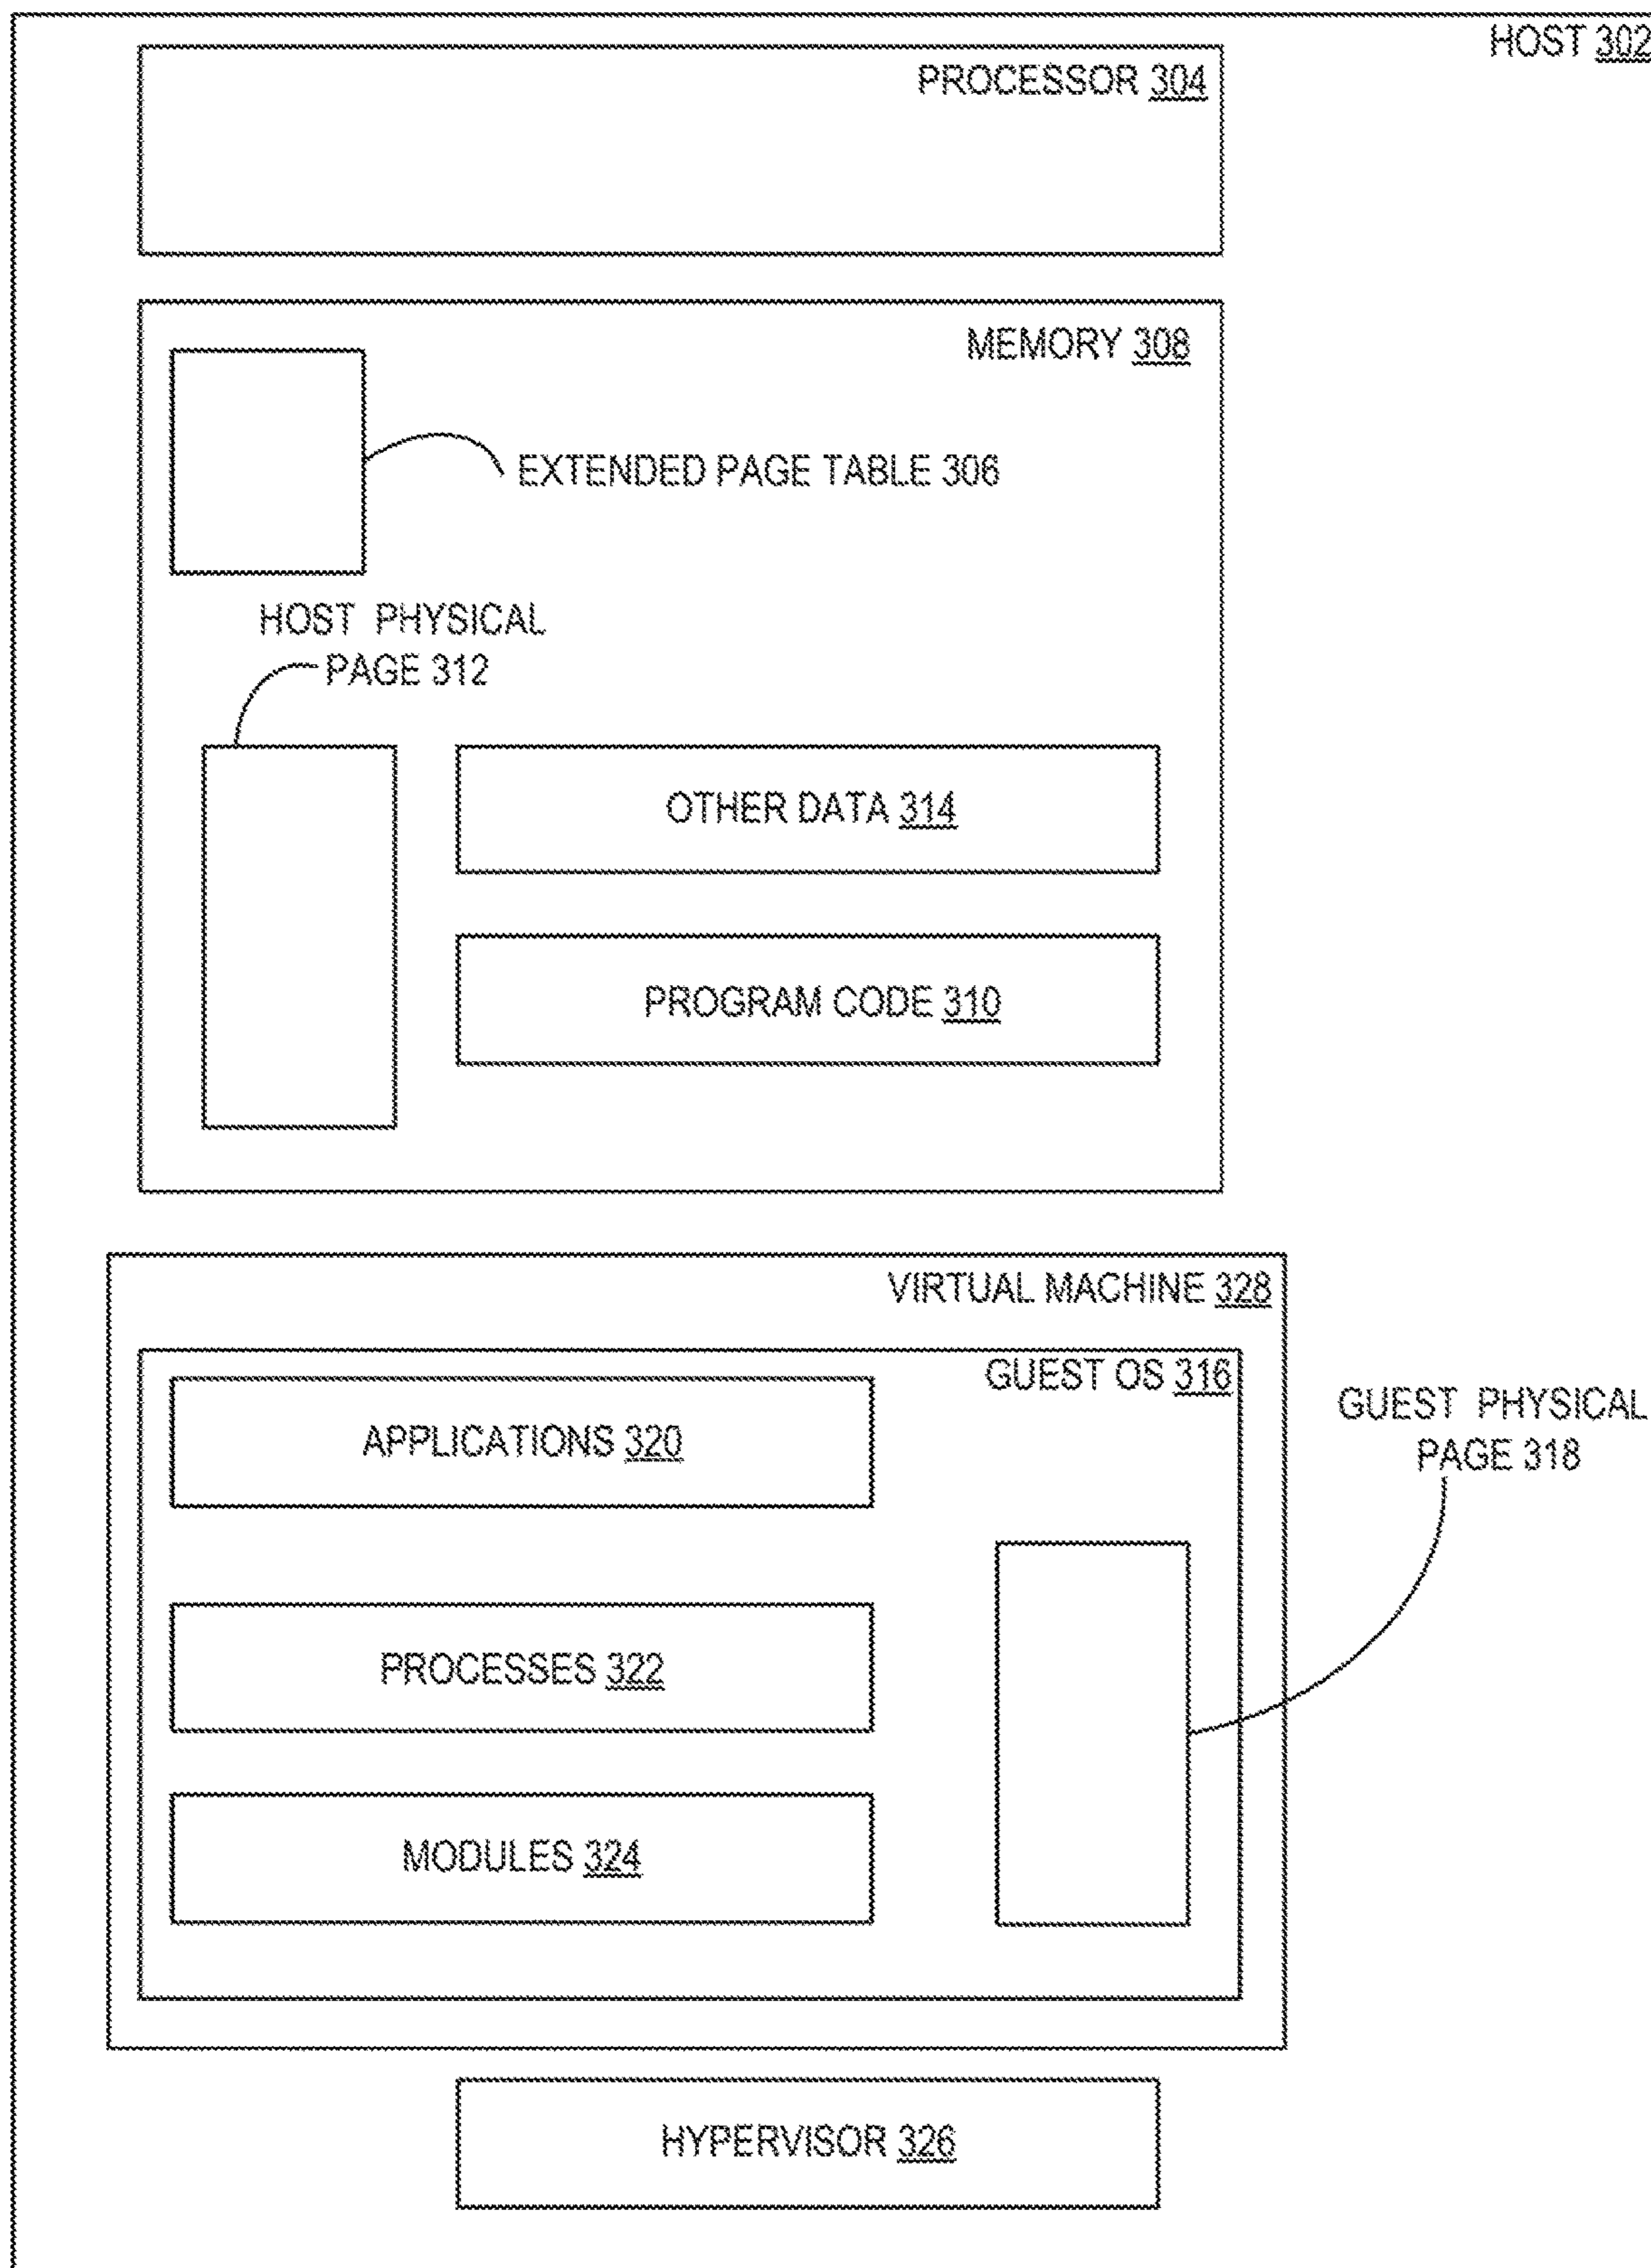 HOST 302
PROCESSOR 304
MEMORY 308
EXTENDED PAGE TABLE 306
HOST PHYSICAL
PAGE 312
OTHER DATA 314
PROGRAM CODE 310
VIRTUAL MACHINE 328
GUEST OS 316
GUEST PHYSICAL
PAGE 318
APPLICATIONS 320
PROCESSES 322
MODULES 324
HYPERVISOR 326